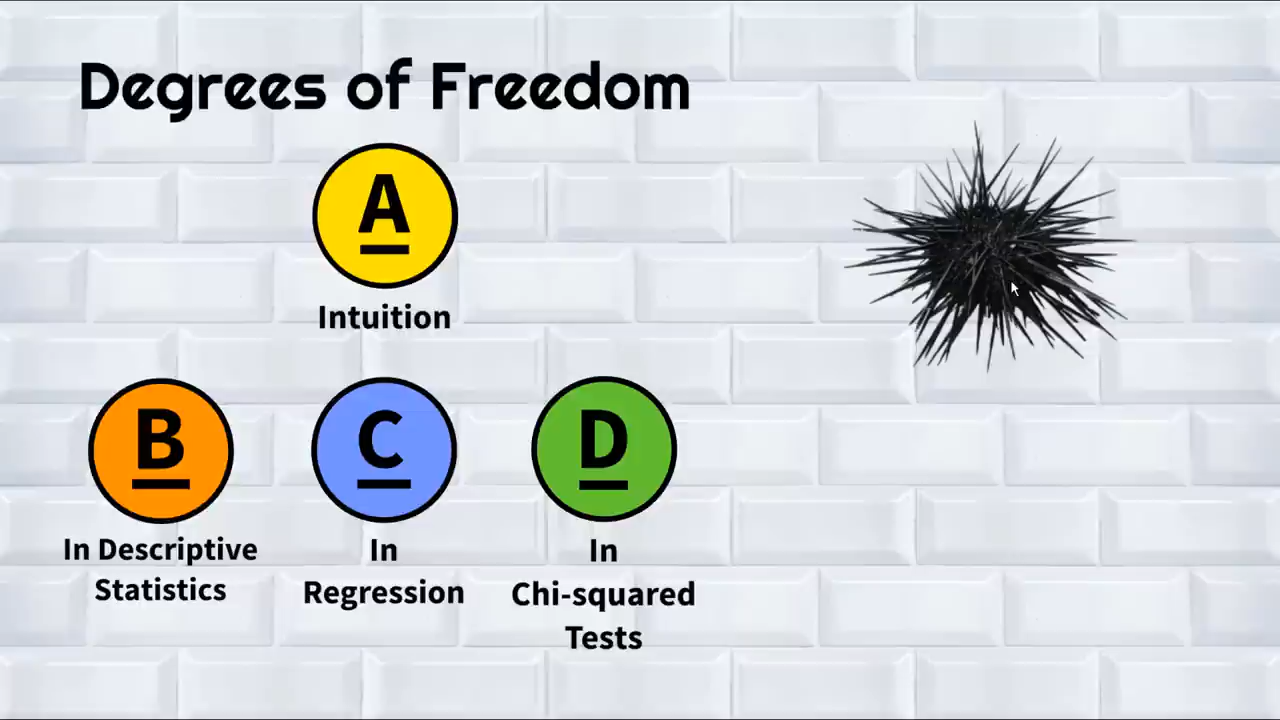 Degrees of Freedom
A
Intuition
B
In Descriptive
Statistics
C
In
Regression
D
In
Chi-squared
Tests